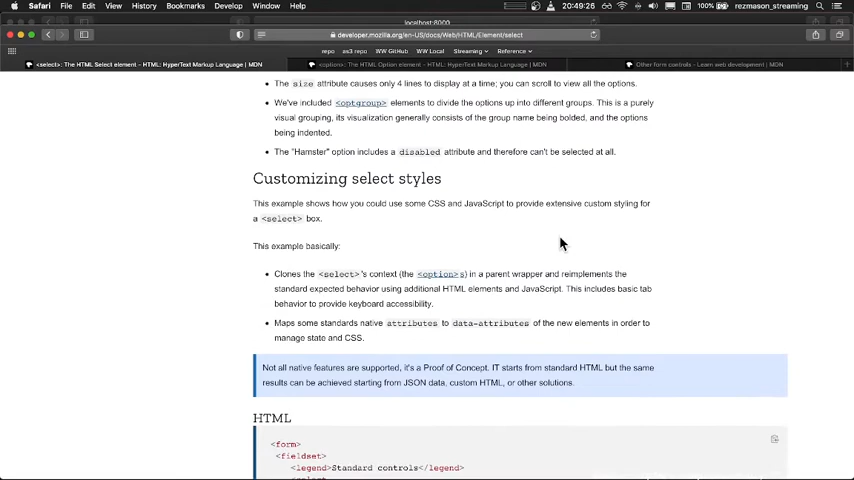 Safari File Edit View History Bookmarks Develop Window Help 20:49:26 100% rezmason_streaming
localhost:8000
developer.mozilla.org/en-US/docs/Web/HTML/Element/select
repo as3 repo WW GitHub WW Local Streaming Reference
<select>: The HTML Select element - HTML: HyperText Markup Language | MDN <option>: The HTML Option element - HTML: HyperText Markup Language | MDN Other form controls - Learn web development | MDN
• The size attribute causes only 4 lines to display at a time; you can scroll to view all the options.
• We've included <optgroup> elements to divide the options up into different groups. This is a purely
visual grouping, its visualization generally consists of the group name being bolded, and the options
being indented.
• The "Hamster" option includes a disabled attribute and therefore can't be selected at all.
Customizing select styles
This example shows how you could use some CSS and JavaScript to provide extensive custom styling for
a <select> box.
This example basically:
• Clones the <select>'s context (the <option>s) in a parent wrapper and reimplements the
standard expected behavior using additional HTML elements and JavaScript. This includes basic tab
behavior to provide keyboard accessibility.
• Maps some standards native attributes to data-attributes of the new elements in order to
manage state and CSS.
Not all native features are supported, it's a Proof of Concept. IT starts from standard HTML but the same
results can be achieved starting from JSON data, custom HTML, or other solutions.
HTML
<form>
<fieldset>
<legend>Standard controls</legend>